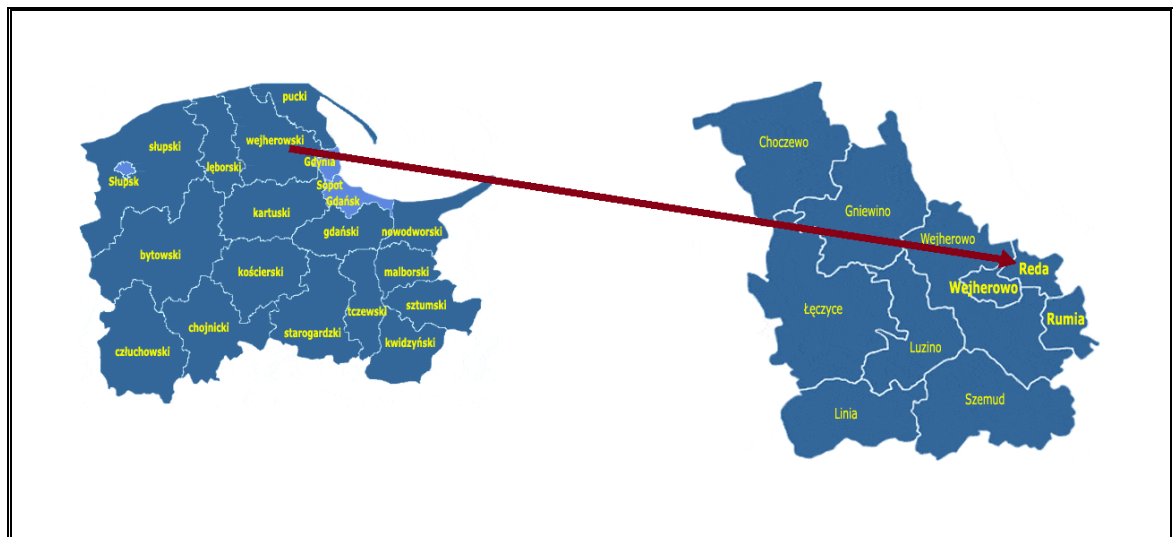 pucki
słupski
wejherowski
Gdynia
lęborski
Słupsk
Sopot
Gdańsk
kartuski
gdański
nowodworski
bytowski
kościerski
malborski
sztumski
tczewski
chojnicki
starogardzki
kwidzyński
człuchowski
Choczewo
Gniewino
Wejherowo
Reda
Wejherowo
Łęczyce
Rumia
Luzino
Szemud
Linia